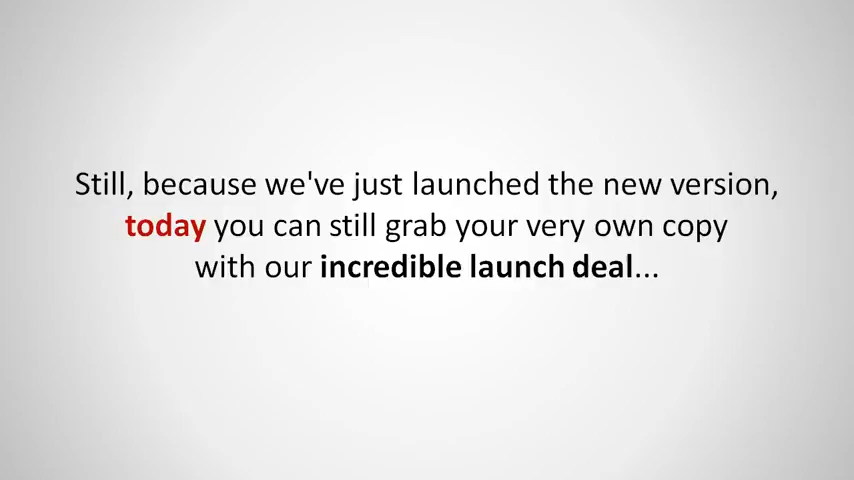 Still, because we've just launched the new version,
today you can still grab your very own copy
with our incredible launch deal...